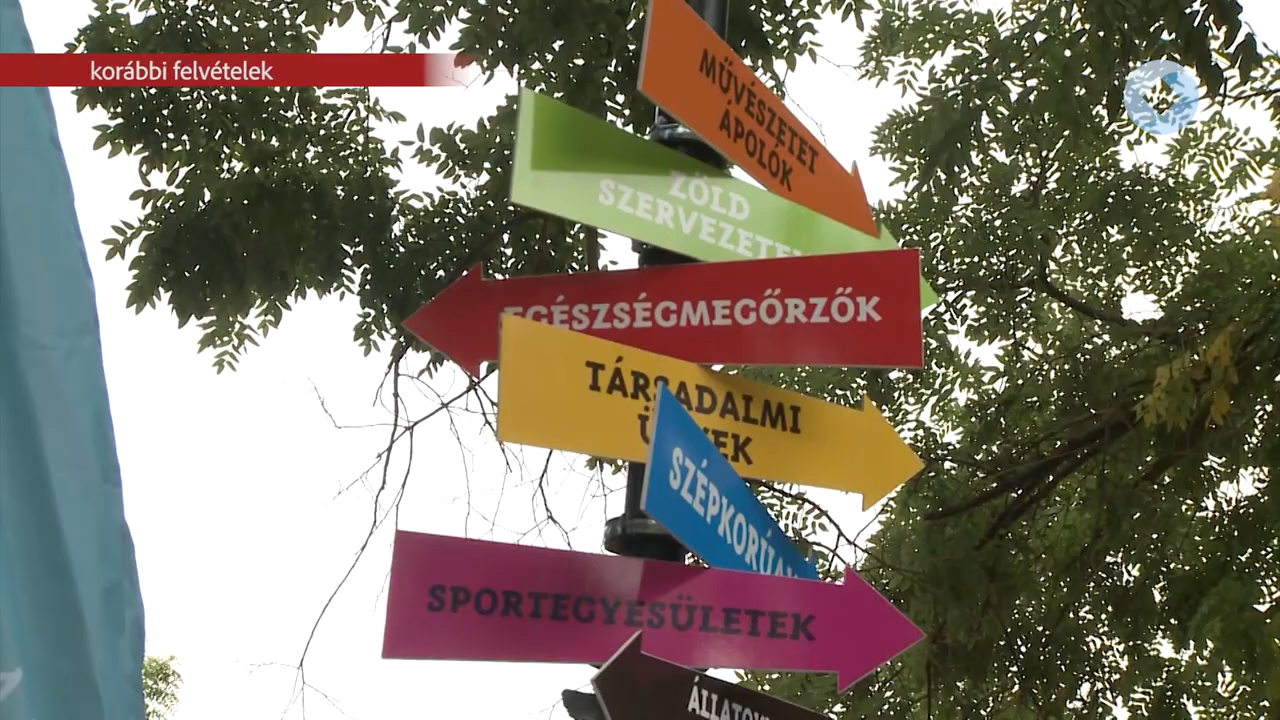 korábbi felvételek
MŰVÉSZETET
ÁPOLÓK
ZÖLD
SZERVEZETEK
EGÉSZSÉGMEGŐRZŐK
TÁRSADALMI
SZÉPKORÚAK
SPORTEGYESÜLETEK